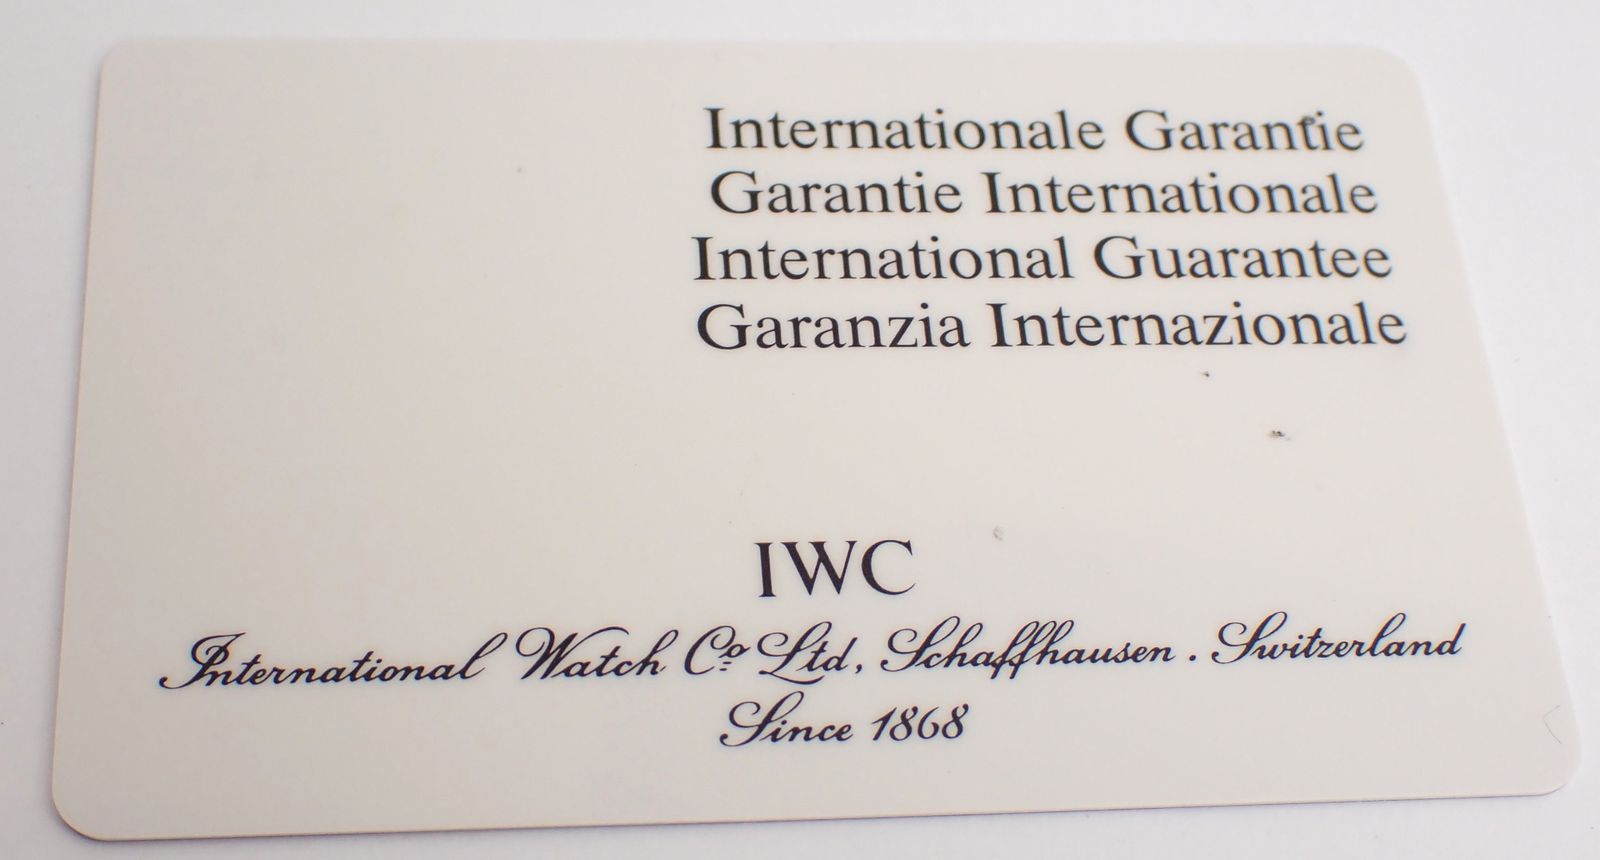 Internationale Garantie
Garantie Internationale
International Guarantee
Garanzia Internazionale
IWC
International Watch Co Ltd, Schaffhausen . Switzerland
Since 1868